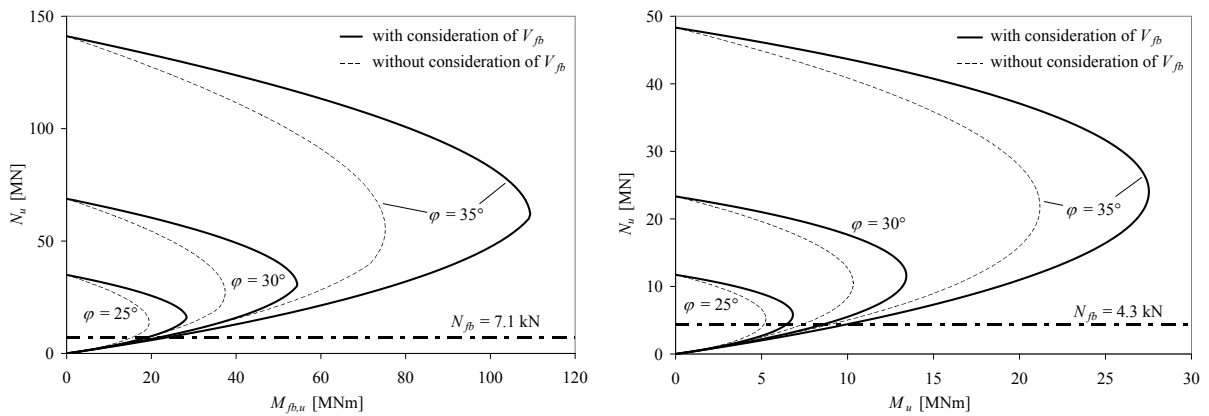 150
100
50
0
N_u [MN]
with consideration of V_fb
without consideration of V_fb
φ = 35°
φ = 30°
φ = 25°
N_fb = 7.1 kN
0 20 40 60 80 100 120
M_fb,u [MNm]
50
40
30
20
10
0
N_u [MN]
with consideration of V_fb
without consideration of V_fb
φ = 35°
φ = 30°
φ = 25°
N_fb = 4.3 kN
0 5 10 15 20 25 30
M_u [MNm]